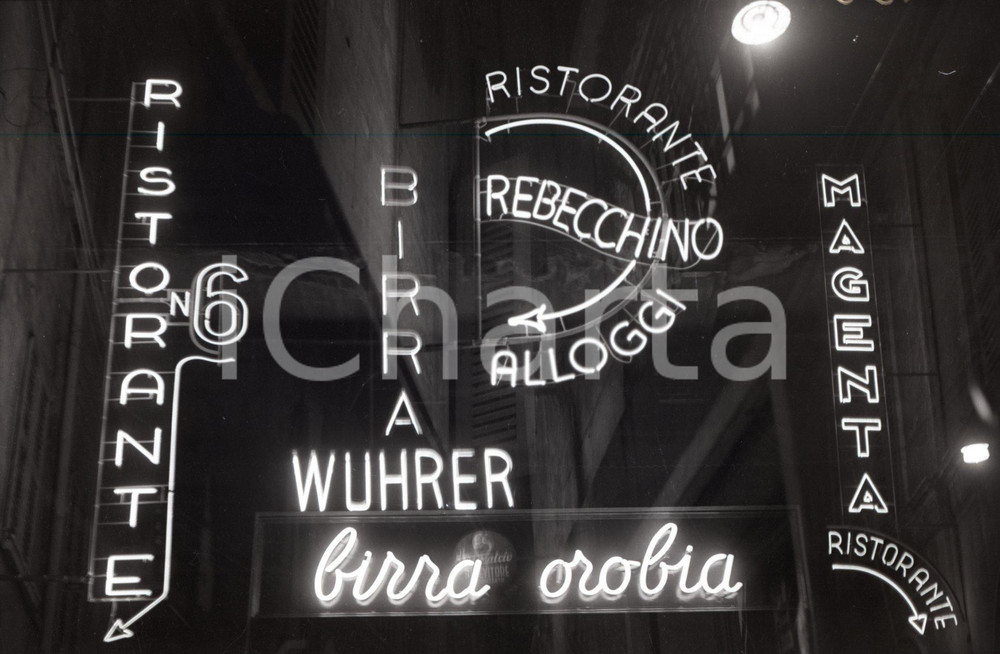 RISTORANTE
N 6
BIRRA
WUHRER
birra orobia
RISTORANTE
REBECCHINO
ALLOGGI
MAGENTA
RISTORANTE
iCharta